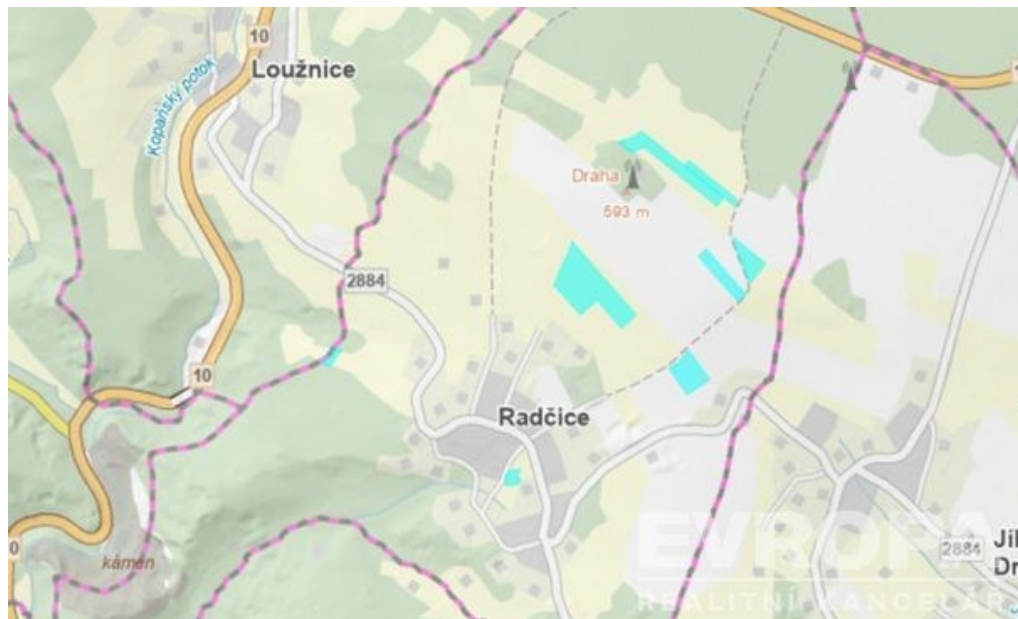 10
Loužnice
Kopaňský potok
Draha
593 m
2884
10
Radčice
EVROPA
REALITNÍ KANCELÁŘ
2884
Jil
Dr
0
kámen